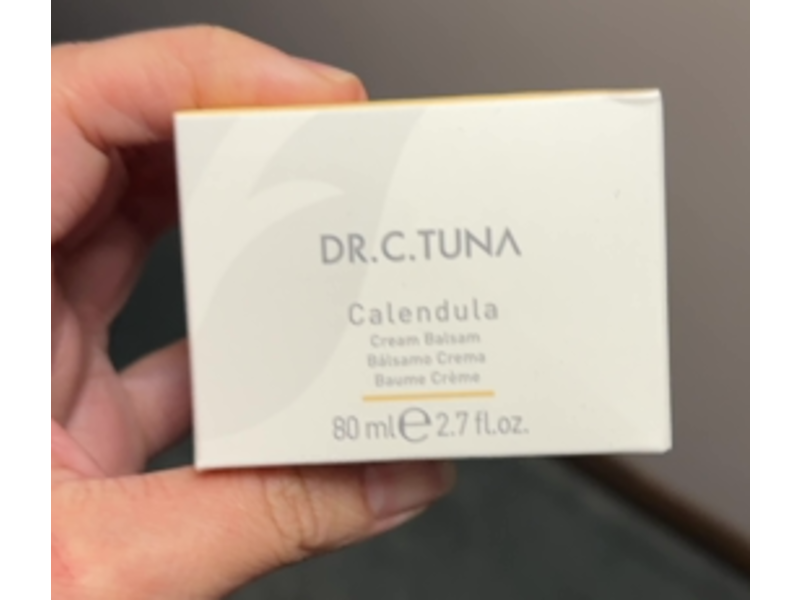 DR.C.TUNA
Calendula
Cream Balsam
Bálsamo Crema
Baume Crème
80 ml ℮ 2.7 fl.oz.